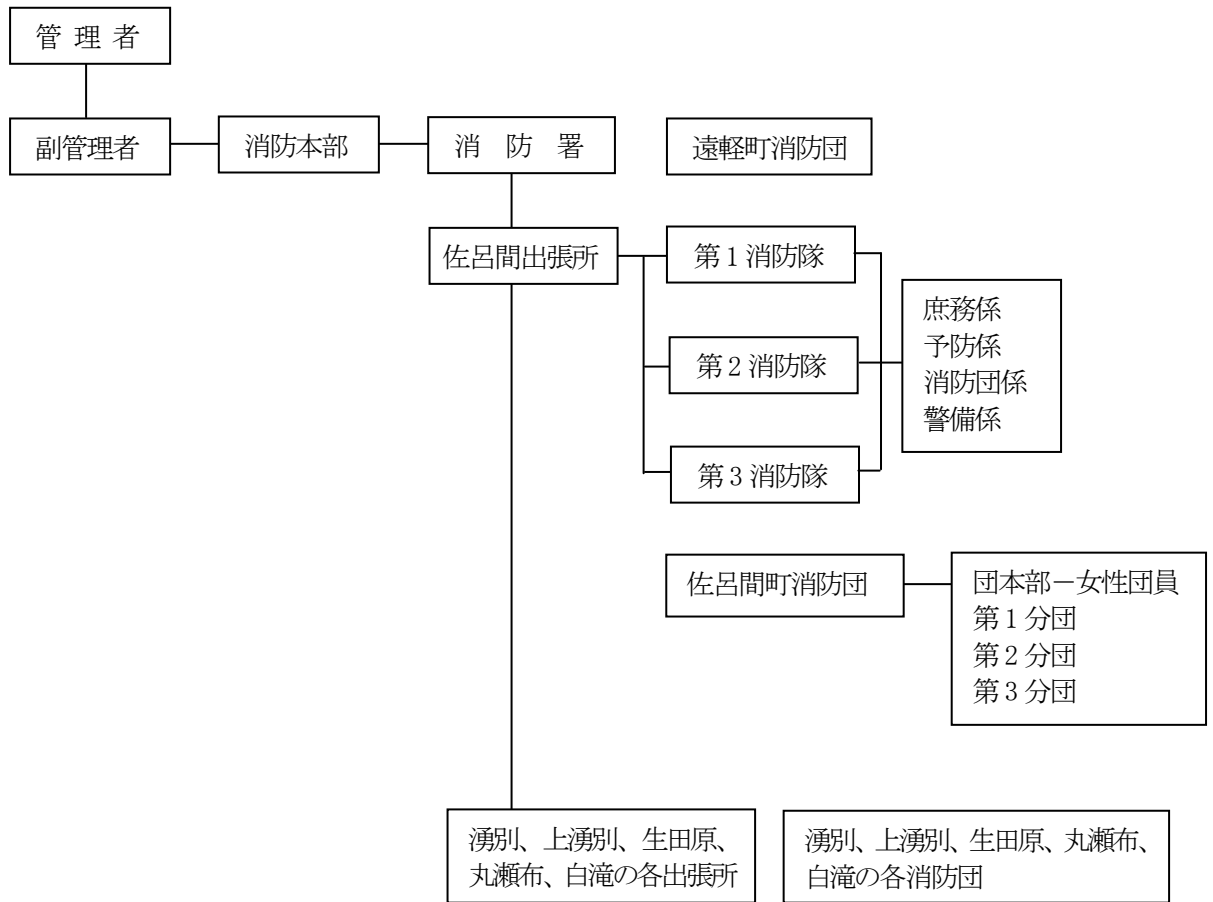 管 理 者
副管理者
消防本部
消 防 署
遠軽町消防団
佐呂間出張所
第1消防隊
第2消防隊
第3消防隊
庶務係
予防係
消防団係
警備係
佐呂間町消防団
団本部－女性団員
第1分団
第2分団
第3分団
湧別、上湧別、生田原、
丸瀬布、白滝の各出張所
湧別、上湧別、生田原、丸瀬布、
白滝の各消防団